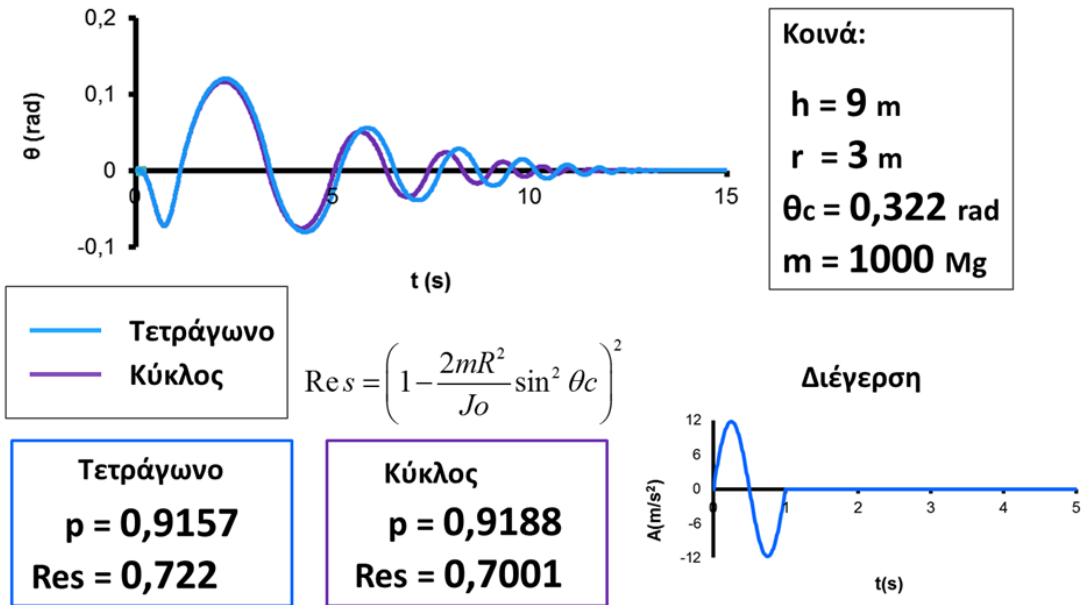 0,2
0,1
0
-0,1
θ (rad)
0
5
10
15
t (s)
Κοινά:
h = 9 m
r = 3 m
θc = 0,322 rad
m = 1000 Mg
Τετράγωνο
Κύκλος
Res = (1 - 2mR²/Jo sin² θc)²
Διέγερση
Τετράγωνο
p = 0,9157
Res = 0,722
Κύκλος
p = 0,9188
Res = 0,7001
12
6
0
-6
-12
A(m/s²)
0
1
2
3
4
5
t(s)